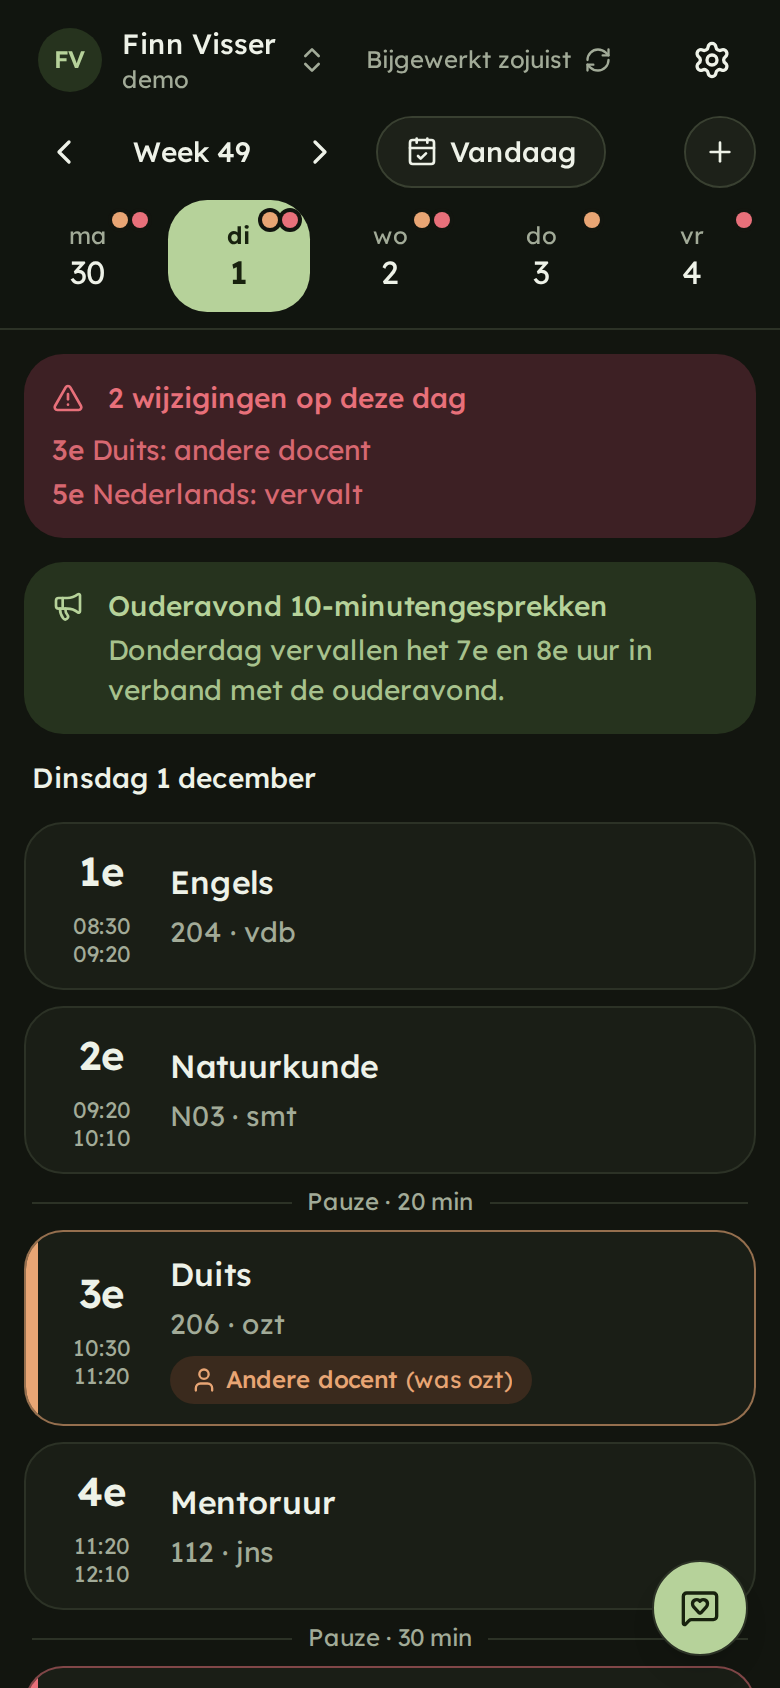 FV
Finn Visser
demo
Bijgewerkt zojuist
Week 49
Vandaag
ma
30
di
1
wo
2
do
3
vr
4
2 wijzigingen op deze dag
3e Duits: andere docent
5e Nederlands: vervalt
Ouderavond 10-minutengesprekken
Donderdag vervallen het 7e en 8e uur in
verband met de ouderavond.
Dinsdag 1 december
1e
08:30
09:20
Engels
204 · vdb
2e
09:20
10:10
Natuurkunde
N03 · smt
Pauze · 20 min
3e
10:30
11:20
Duits
206 · ozt
Andere docent (was ozt)
4e
11:20
12:10
Mentoruur
112 · jns
Pauze · 30 min